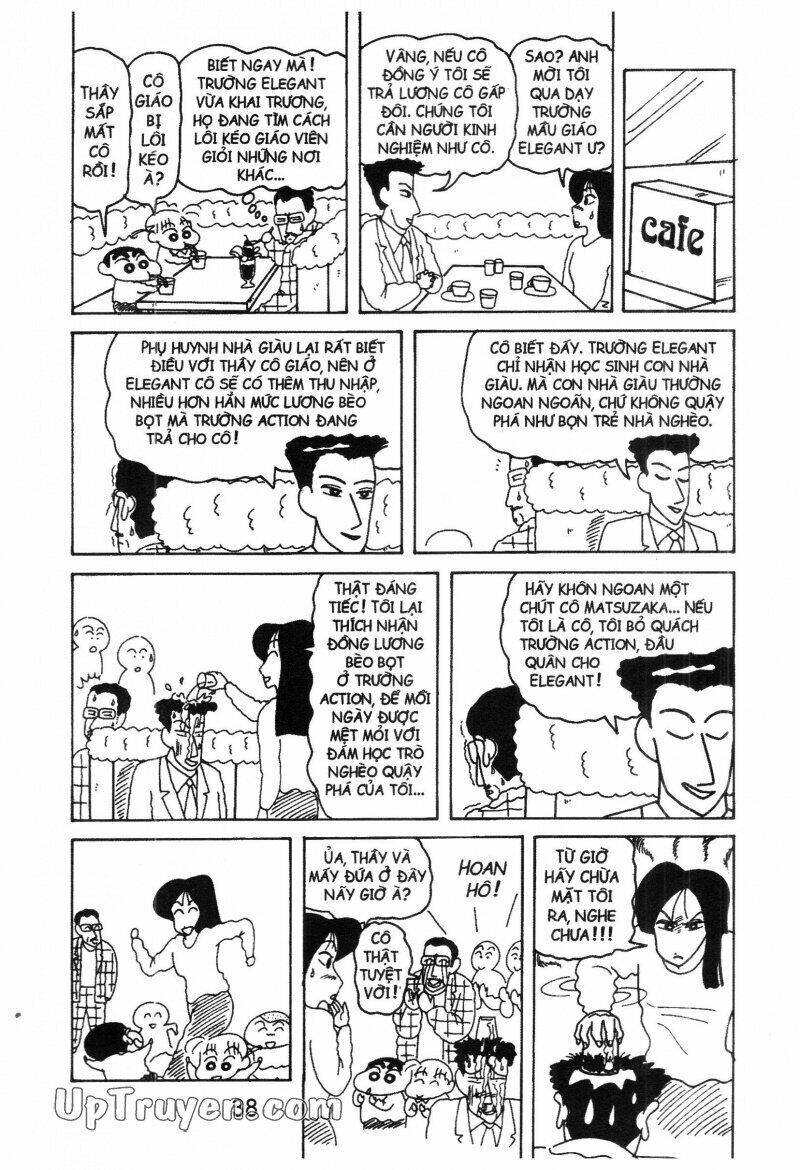 cafe
SAO? ANH
MỜI TÔI
QUA DẠY
TRƯỜNG
MẪU GIÁO
ELEGANT Ư?
VÂNG, NẾU CÔ
ĐỒNG Ý TÔI SẼ
TRẢ LƯƠNG CÔ GẤP
ĐÔI. CHÚNG TÔI
CẦN NGƯỜI KINH
NGHIỆM NHƯ CÔ.
BIẾT NGAY MÀ!
TRƯỜNG ELEGANT
VỪA KHAI TRƯƠNG,
HỌ ĐANG TÌM CÁCH
LÔI KÉO GIÁO VIÊN
GIỎI NHỮNG NƠI
KHÁC...
CÔ
GIÁO
BỊ
LÔI
KÉO
À?
THẦY
SẮP
MẤT
CÔ
RỒI!
CÔ BIẾT ĐẤY. TRƯỜNG ELEGANT
CHỈ NHẬN HỌC SINH CON NHÀ
GIÀU. MÀ CON NHÀ GIÀU THƯỜNG
NGOAN NGOÃN, CHỨ KHÔNG QUẬY
PHÁ NHƯ BỌN TRẺ NHÀ NGHÈO.
PHỤ HUYNH NHÀ GIÀU LẠI RẤT BIẾT
ĐIỀU VỚI THẦY CÔ GIÁO, NÊN Ở
ELEGANT CÔ SẼ CÓ THÊM THU NHẬP,
NHIỀU HƠN HẲN MỨC LƯƠNG BÈO
BỌT MÀ TRƯỜNG ACTION ĐANG
TRẢ CHO CÔ!
HÃY KHÔN NGOAN MỘT
CHÚT CÔ MATSUZAKA... NẾU
TÔI LÀ CÔ, TÔI BỎ QUÁCH
TRƯỜNG ACTION, ĐẦU
QUÂN CHO
ELEGANT!
THẬT ĐÁNG
TIẾC! TÔI LẠI
THÍCH NHẬN
ĐỒNG LƯƠNG
BÈO BỌT
Ở TRƯỜNG
ACTION, ĐỂ MỖI
NGÀY ĐƯỢC
MỆT MỎI VỚI
ĐÁM HỌC TRÒ
NGHÈO QUẬY
PHÁ CỦA TÔI...
TỪ GIỜ
HÃY CHỪA
MẶT TÔI
RA, NGHE
CHƯA!!!
HOAN
HÔ!
ỦA, THẦY VÀ
MẤY ĐỨA Ở ĐÂY
NÃY GIỜ À?
CÔ
THẬT
TUYỆT
VỜI!
UpTruyen.com
38